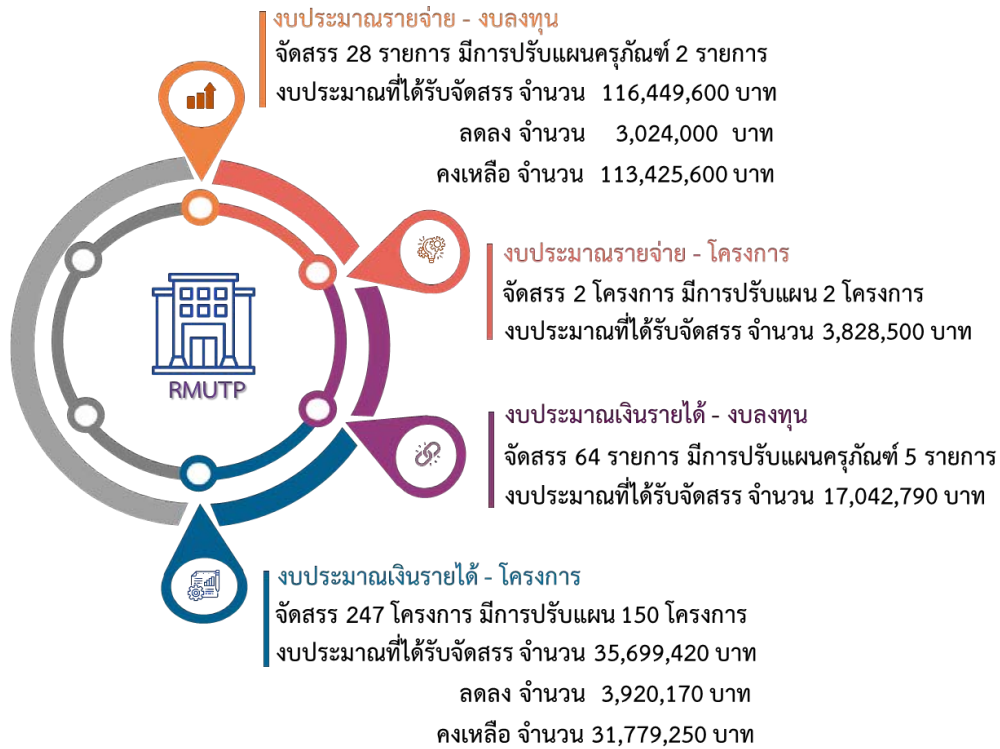 งบประมาณรายจ่าย - งบลงทุน
จัดสรร 28 รายการ มีการปรับแผนครุภัณฑ์ 2 รายการ
งบประมาณที่ได้รับจัดสรร จำนวน 116,449,600 บาท
ลดลง จำนวน 3,024,000 บาท
คงเหลือ จำนวน 113,425,600 บาท
งบประมาณรายจ่าย - โครงการ
จัดสรร 2 โครงการ มีการปรับแผน 2 โครงการ
งบประมาณที่ได้รับจัดสรร จำนวน 3,828,500 บาท
RMUTP
งบประมาณเงินรายได้ - งบลงทุน
จัดสรร 64 รายการ มีการปรับแผนครุภัณฑ์ 5 รายการ
งบประมาณที่ได้รับจัดสรร จำนวน 17,042,790 บาท
งบประมาณเงินรายได้ - โครงการ
จัดสรร 247 โครงการ มีการปรับแผน 150 โครงการ
งบประมาณที่ได้รับจัดสรร จำนวน 35,699,420 บาท
ลดลง จำนวน 3,920,170 บาท
คงเหลือ จำนวน 31,779,250 บาท